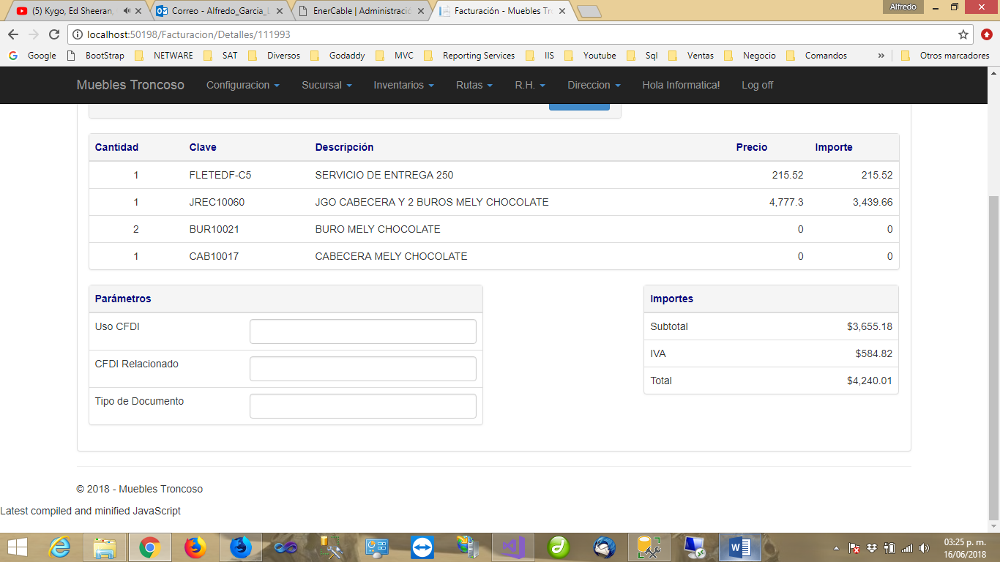 (5) Kygo, Ed Sheeran, Correo - Alfredo_Garcia_ EnerCable | Administració Facturación - Muebles Tr Alfredo
localhost:50198/Facturacion/Detalles/111993
Google BootStrap NETWARE SAT Diversos Godaddy MVC Reporting Services IIS Youtube Sql Ventas Negocio Comandos » Otros marcadores
Muebles Troncoso Configuracion Sucursal Inventarios Rutas R.H. Direccion Hola Informatica! Log off
Cantidad Clave Descripción Precio Importe
1 FLETEDF-C5 SERVICIO DE ENTREGA 250 215.52 215.52
1 JREC10060 JGO CABECERA Y 2 BUROS MELY CHOCOLATE 4,777.3 3,439.66
2 BUR10021 BURO MELY CHOCOLATE 0 0
1 CAB10017 CABECERA MELY CHOCOLATE 0 0
Parámetros
Uso CFDI
CFDI Relacionado
Tipo de Documento
Importes
Subtotal $3,655.18
IVA $584.82
Total $4,240.01
© 2018 - Muebles Troncoso
Latest compiled and minified JavaScript
03:25 p. m.
16/06/2018